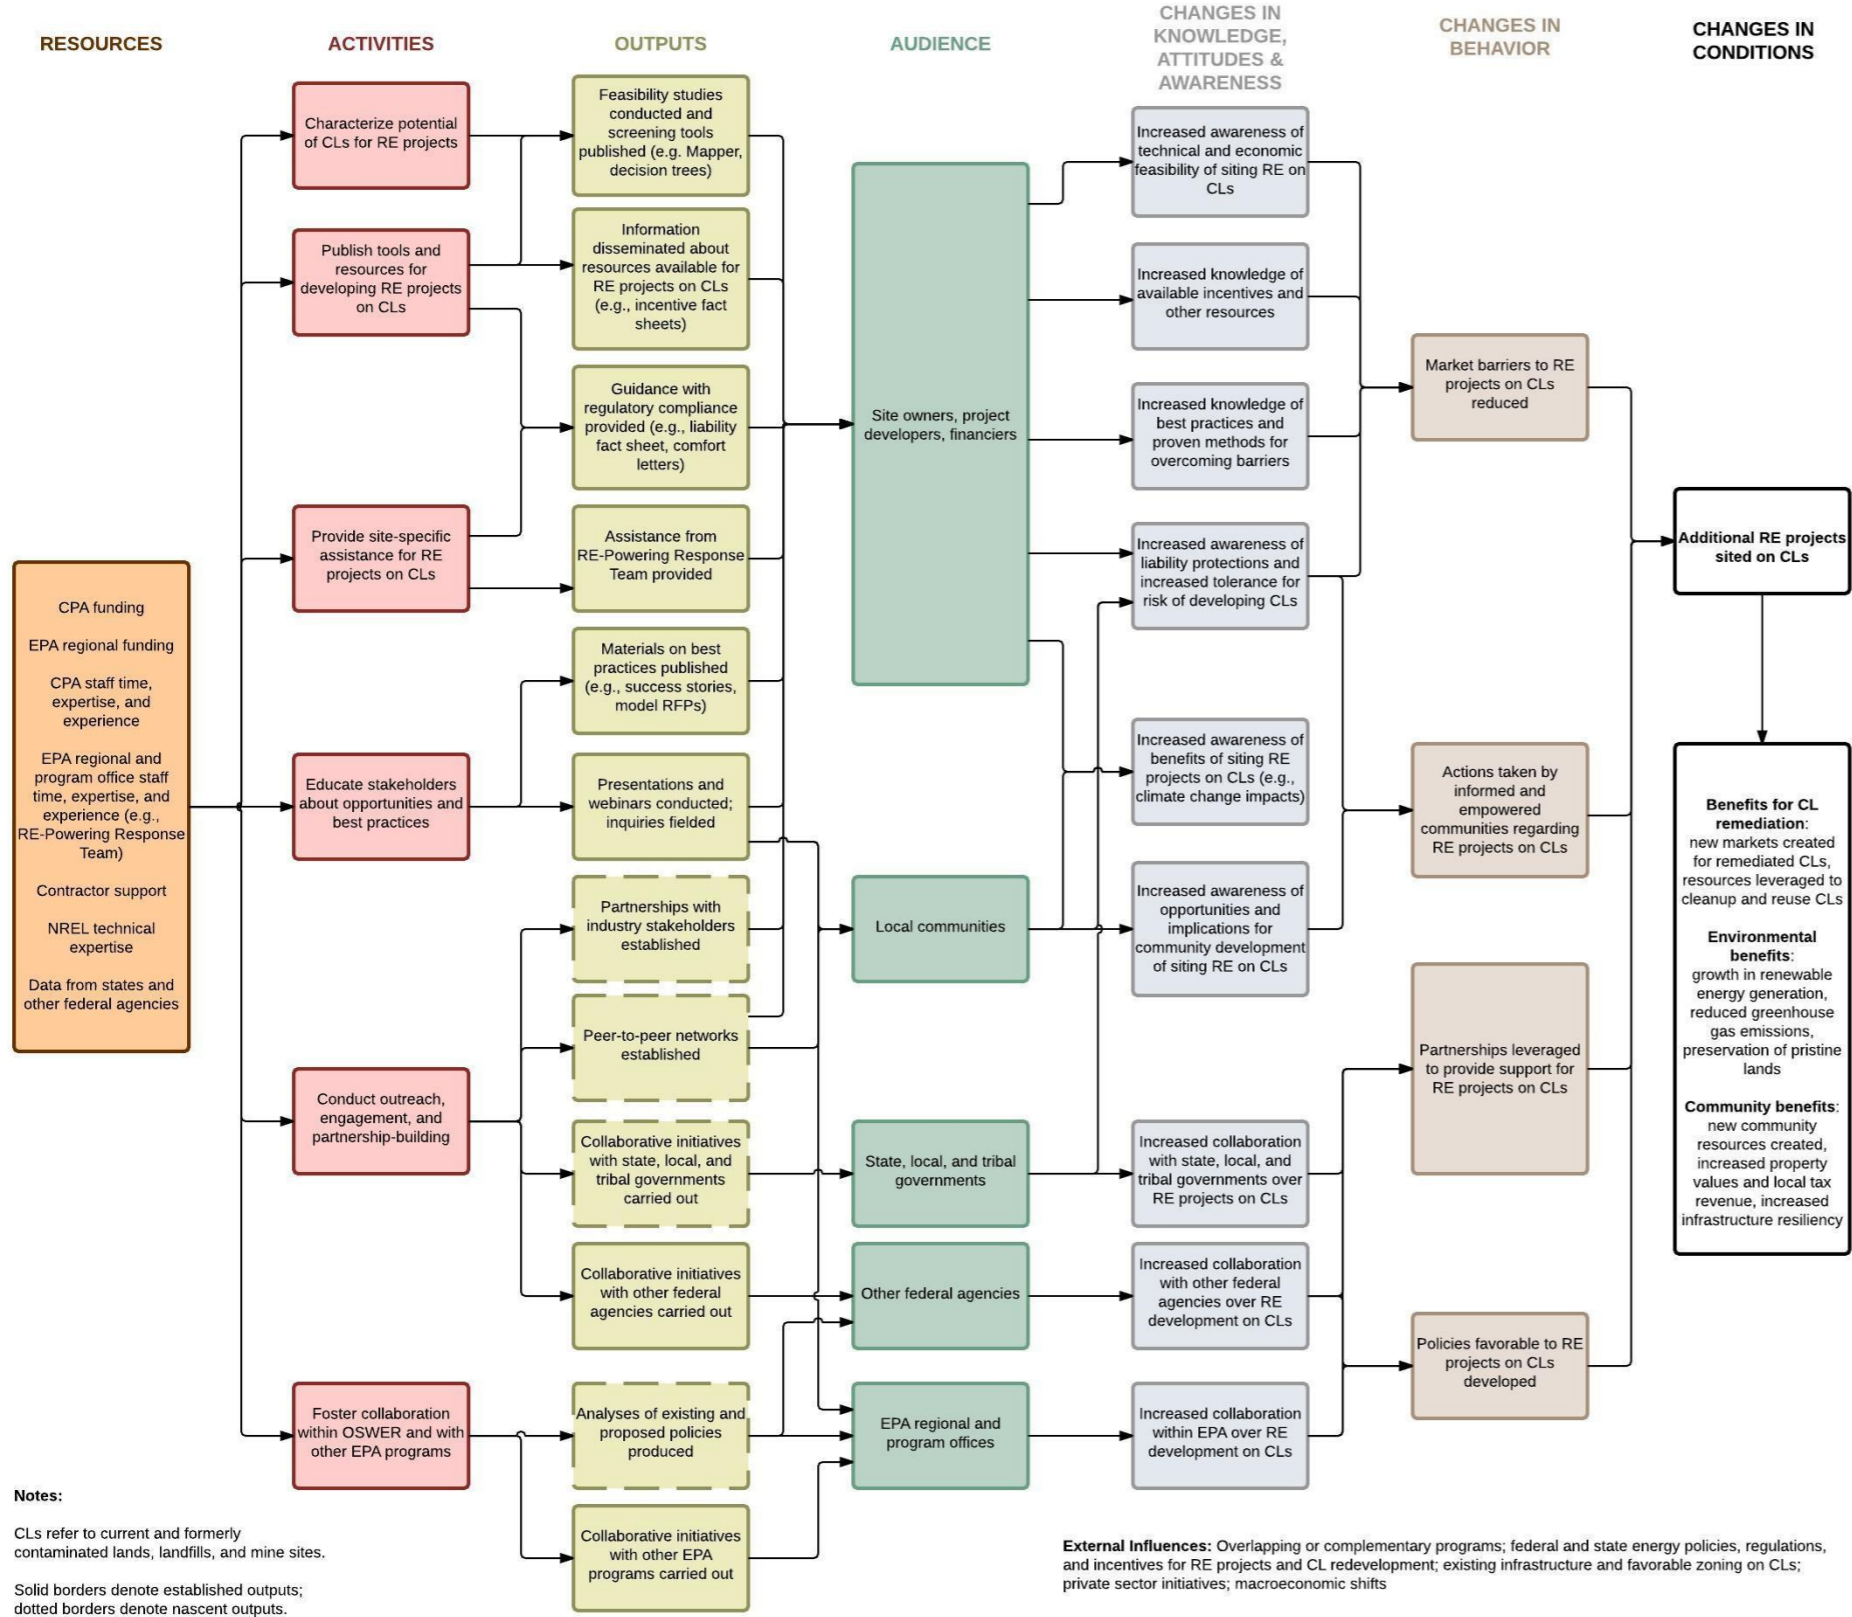 RESOURCES
ACTIVITIES
OUTPUTS
AUDIENCE
CHANGES IN
KNOWLEDGE,
ATTITUDES &
AWARENESS
CHANGES IN
BEHAVIOR
CHANGES IN
CONDITIONS
CPA funding
EPA regional funding
CPA staff time,
expertise, and
experience
EPA regional and
program office staff
time, expertise, and
experience (e.g.,
RE-Powering Response
Team)
Contractor support
NREL technical
expertise
Data from states and
other federal agencies
Characterize potential
of CLs for RE projects
Publish tools and
resources for
developing RE projects
on CLs
Provide site-specific
assistance for RE
projects on CLs
Educate stakeholders
about opportunities and
best practices
Conduct outreach,
engagement, and
partnership-building
Foster collaboration
within OSWER and with
other EPA programs
Feasibility studies
conducted and
screening tools
published (e.g. Mapper,
decision trees)
Information
disseminated about
resources available for
RE projects on CLs
(e.g., incentive fact
sheets)
Guidance with
regulatory compliance
provided (e.g., liability
fact sheet, comfort
letters)
Assistance from
RE-Powering Response
Team provided
Materials on best
practices published
(e.g., success stories,
model RFPs)
Presentations and
webinars conducted;
inquiries fielded
Partnerships with
industry stakeholders
established
Peer-to-peer networks
established
Collaborative initiatives
with state, local, and
tribal governments
carried out
Collaborative initiatives
with other federal
agencies carried out
Analyses of existing and
proposed policies
produced
Collaborative initiatives
with other EPA
programs carried out
Site owners, project
developers, financiers
Local communities
State, local, and tribal
governments
Other federal agencies
EPA regional and
program offices
Increased awareness of
technical and economic
feasibility of siting RE on
CLs
Increased knowledge of
available incentives and
other resources
Increased knowledge of
best practices and
proven methods for
overcoming barriers
Increased awareness of
liability protections and
increased tolerance for
risk of developing CLs
Increased awareness of
benefits of siting RE
projects on CLs (e.g.,
climate change impacts)
Increased awareness of
opportunities and
implications for
community development
of siting RE on CLs
Increased collaboration
with state, local, and
tribal governments over
RE projects on CLs
Increased collaboration
with other federal
agencies over RE
development on CLs
Increased collaboration
within EPA over RE
development on CLs
Market barriers to RE
projects on CLs
reduced
Actions taken by
informed and
empowered
communities regarding
RE projects on CLs
Partnerships leveraged
to provide support for
RE projects on CLs
Policies favorable to RE
projects on CLs
developed
Additional RE projects
sited on CLs
Benefits for CL
remediation:
new markets created
for remediated CLs,
resources leveraged to
cleanup and reuse CLs
Environmental
benefits:
growth in renewable
energy generation,
reduced greenhouse
gas emissions,
preservation of pristine
lands
Community benefits:
new community
resources created,
increased property
values and local tax
revenue, increased
infrastructure resiliency
Notes:
CLs refer to current and formerly
contaminated lands, landfills, and mine sites.
Solid borders denote established outputs;
dotted borders denote nascent outputs.
External Influences: Overlapping or complementary programs; federal and state energy policies, regulations,
and incentives for RE projects and CL redevelopment; existing infrastructure and favorable zoning on CLs;
private sector initiatives; macroeconomic shifts